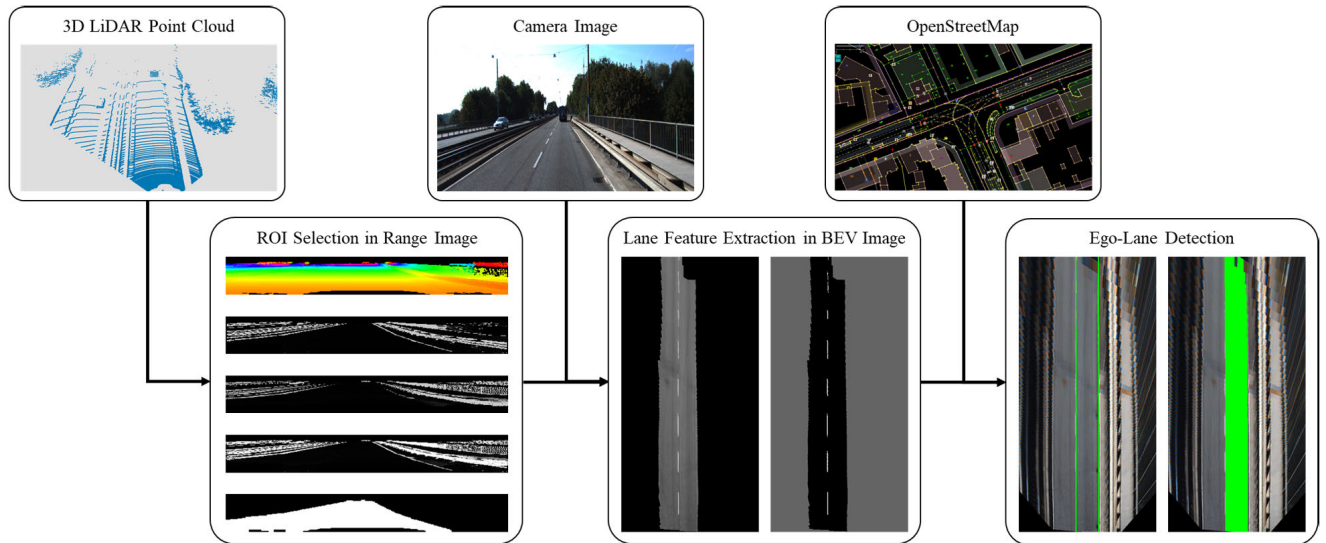 3D LiDAR Point Cloud
Camera Image
OpenStreetMap
ROI Selection in Range Image
Lane Feature Extraction in BEV Image
Ego-Lane Detection